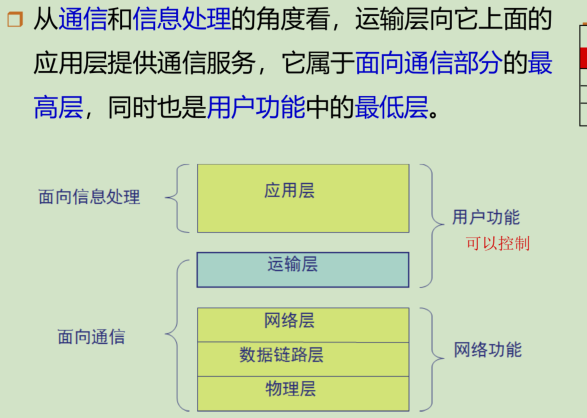 从通信和信息处理的角度看，运输层向它上面的
应用层提供通信服务，它属于面向通信部分的最
高层，同时也是用户功能中的最低层。
面向信息处理
应用层
用户功能
可以控制
运输层
面向通信
网络层
数据链路层
物理层
网络功能